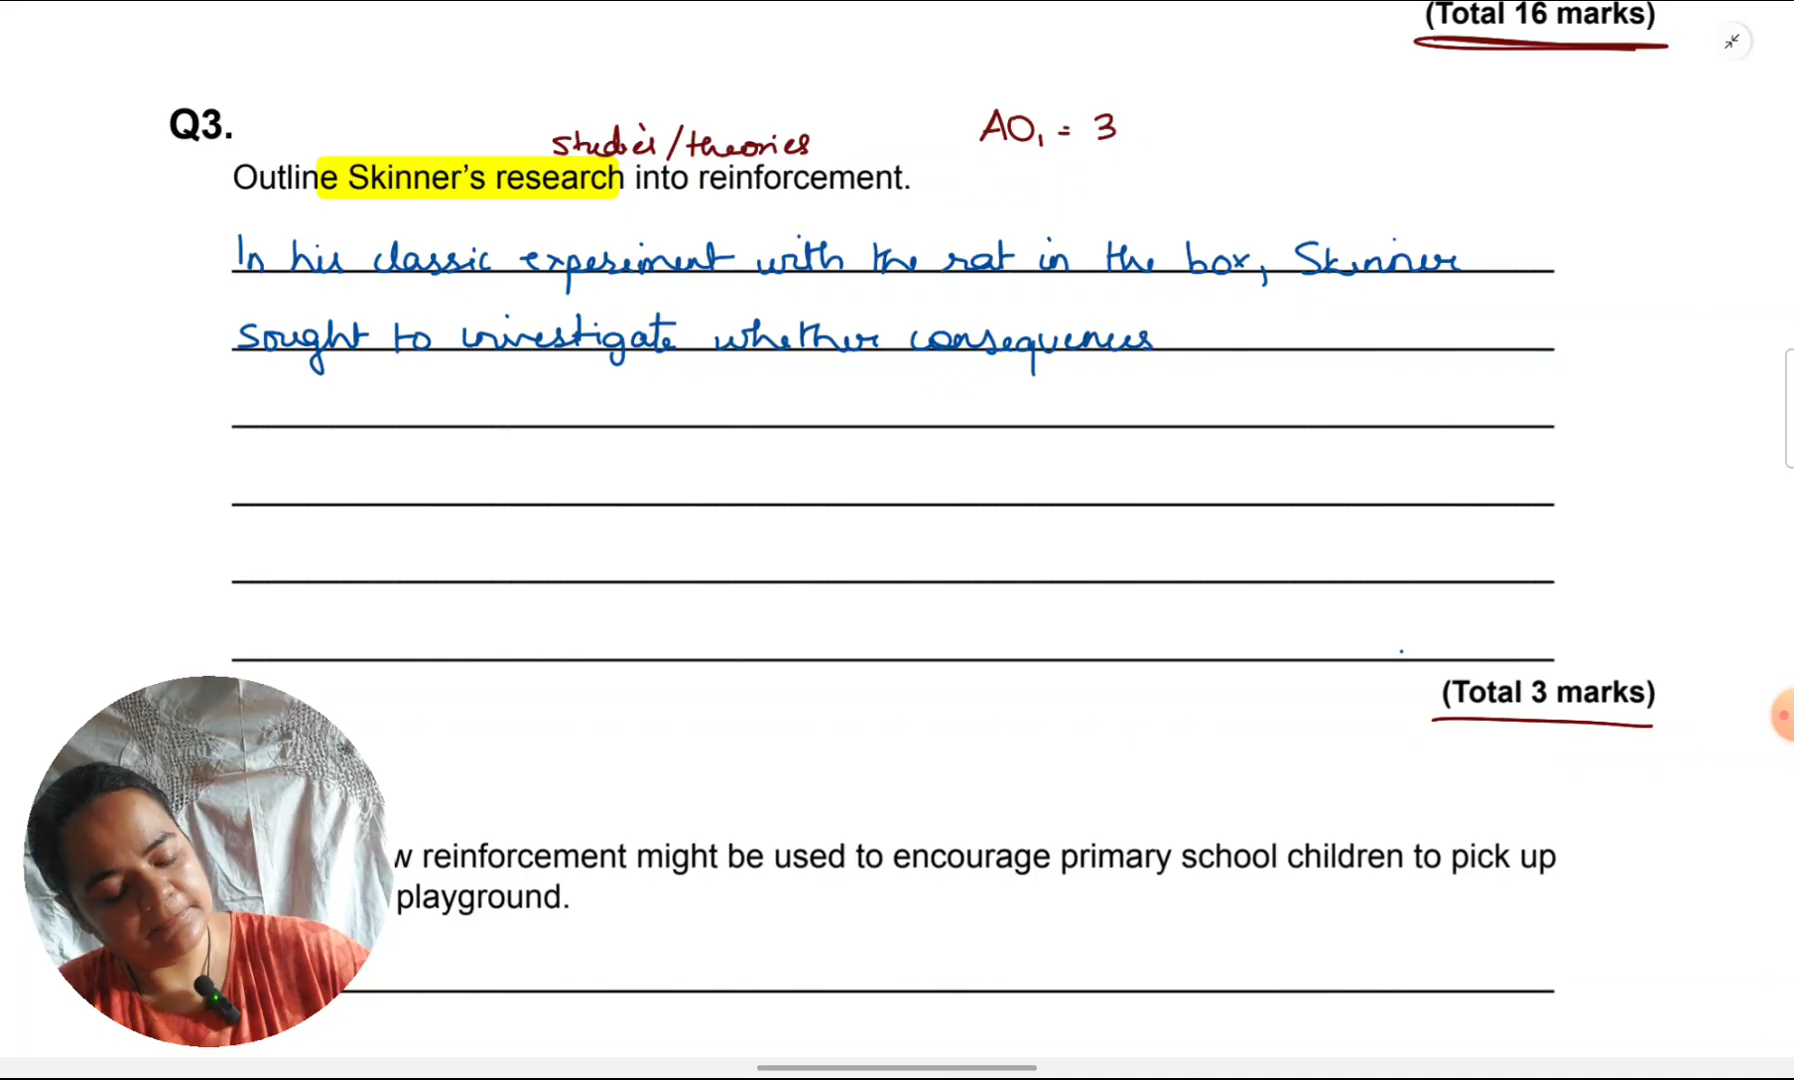 (Total 16 marks)
Q3.
studies/theories
AO1 = 3
Outline Skinner's research into reinforcement.
In his classic experiment with the rat in the box, Skinner
sought to investigate whether consequences
(Total 3 marks)
w reinforcement might be used to encourage primary school children to pick up
playground.